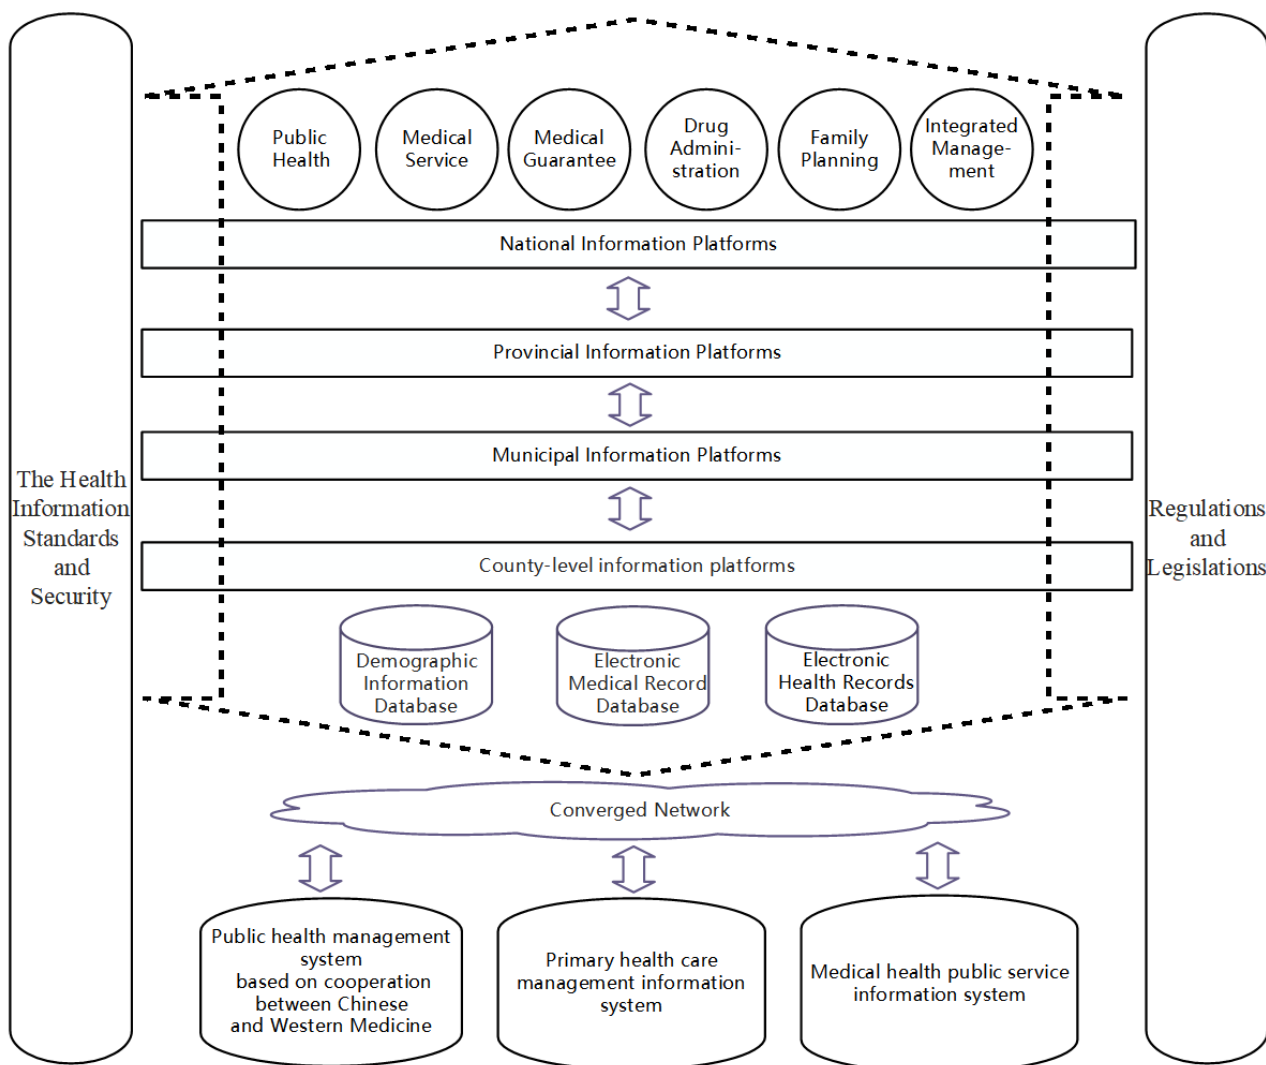 Public
Health
Medical
Service
Medical
Guarantee
Drug
Admini-
stration
Family
Planning
Integrated
Manage-
ment
National Information Platforms
Provincial Information Platforms
Municipal Information Platforms
County-level information platforms
The Health
Information
Standards
and
Security
Regulations
and
Legislations
Demographic
Information
Database
Electronic
Medical Record
Database
Electronic
Health Records
Database
Converged Network
Public health management
system
based on cooperation
between Chinese
and Western Medicine
Primary health care
management information
system
Medical health public service
information system